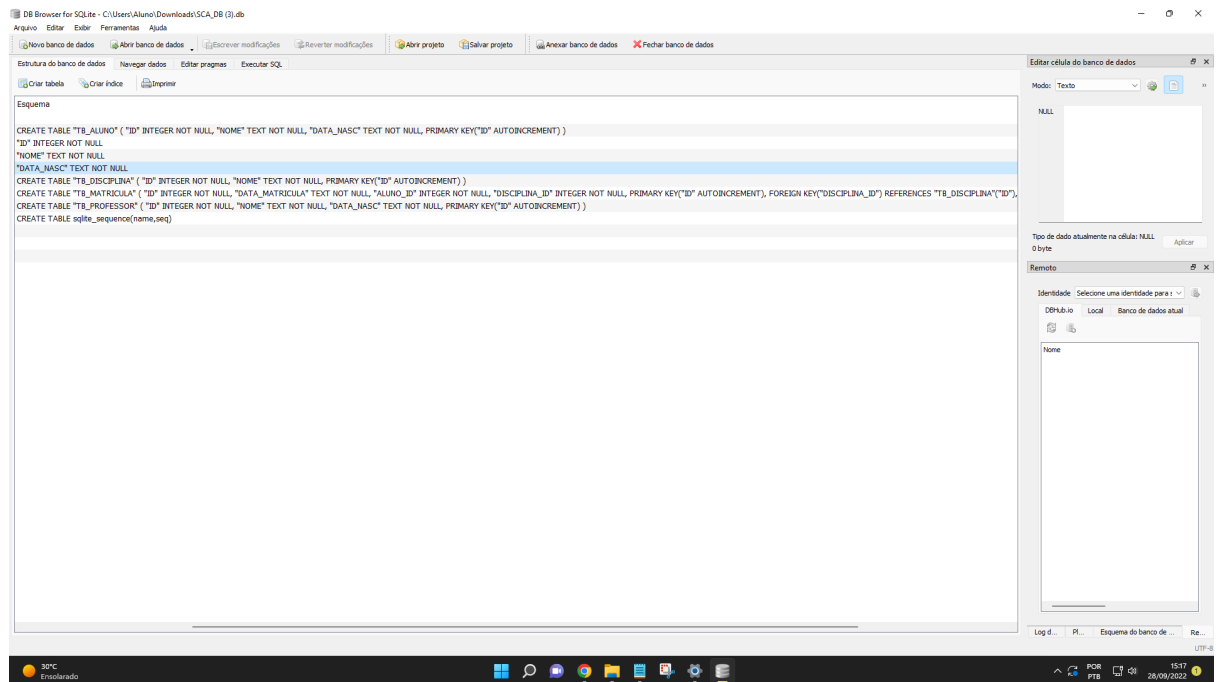 DB Browser for SQLite - C:\Users\Aluno\Downloads\SCA_DB (3).db
Arquivo Editar Exibir Ferramentas Ajuda
Novo banco de dados Abrir banco de dados Escrever modificações Reverter modificações Abrir projeto Salvar projeto Anexar banco de dados Fechar banco de dados
Estrutura do banco de dados Navegar dados Editar pragmas Executar SQL
Criar tabela Criar índice Imprimir
Esquema
CREATE TABLE "TB_ALUNO" ( "ID" INTEGER NOT NULL, "NOME" TEXT NOT NULL, "DATA_NASC" TEXT NOT NULL, PRIMARY KEY("ID" AUTOINCREMENT) )
"ID" INTEGER NOT NULL
"NOME" TEXT NOT NULL
"DATA_NASC" TEXT NOT NULL
CREATE TABLE "TB_DISCIPLINA" ( "ID" INTEGER NOT NULL, "NOME" TEXT NOT NULL, PRIMARY KEY("ID" AUTOINCREMENT) )
CREATE TABLE "TB_MATRICULA" ( "ID" INTEGER NOT NULL, "DATA_MATRICULA" TEXT NOT NULL, "ALUNO_ID" INTEGER NOT NULL, "DISCIPLINA_ID" INTEGER NOT NULL, PRIMARY KEY("ID" AUTOINCREMENT), FOREIGN KEY("DISCIPLINA_ID") REFERENCES "TB_DISCIPLINA"("ID"),
CREATE TABLE "TB_PROFESSOR" ( "ID" INTEGER NOT NULL, "NOME" TEXT NOT NULL, "DATA_NASC" TEXT NOT NULL, PRIMARY KEY("ID" AUTOINCREMENT) )
CREATE TABLE sqlite_sequence(name,seq)
Editar célula do banco de dados
Modo: Texto
NULL
Tipo de dado atualmente na célula: NULL
0 byte
Aplicar
Remoto
Identidade Selecione uma identidade para s
DBHub.io Local Banco de dados atual
Nome
Log d... Pl... Esquema do banco de ... Re...
UTF-8
30°C
Ensolarado
POR
PTB
15:17
28/09/2022
1